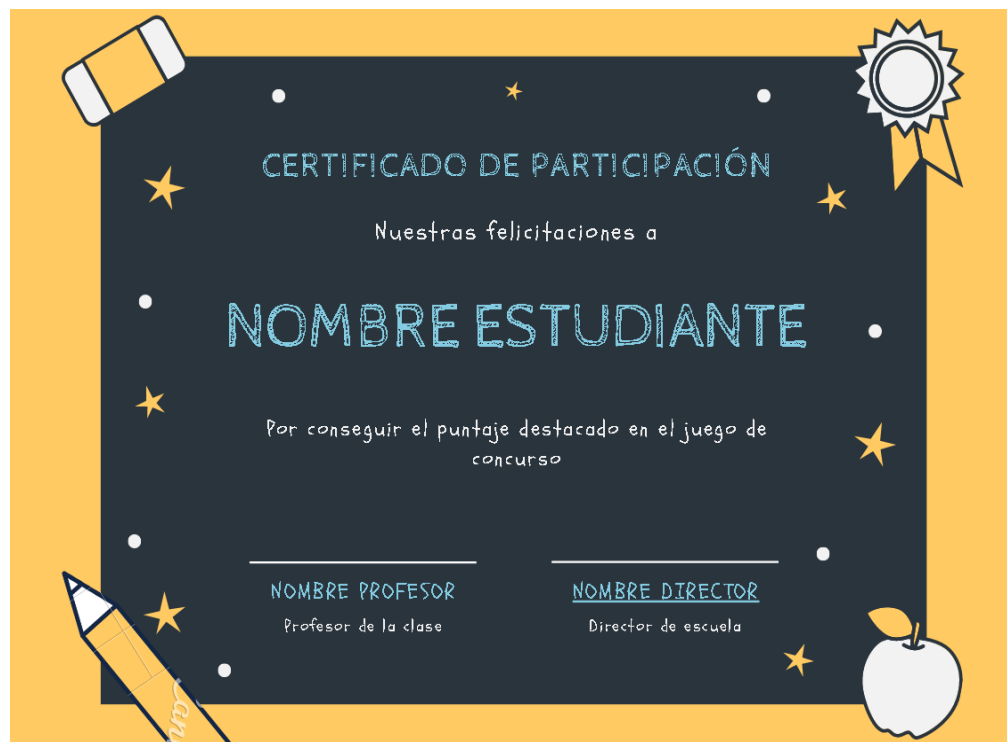 CERTIFICADO DE PARTICIPACIÓN
Nuestras felicitaciones a
NOMBRE ESTUDIANTE
Por conseguir el puntaje destacado en el juego de
concurso
NOMBRE PROFESOR
NOMBRE DIRECTOR
Profesor de la clase
Director de escuela